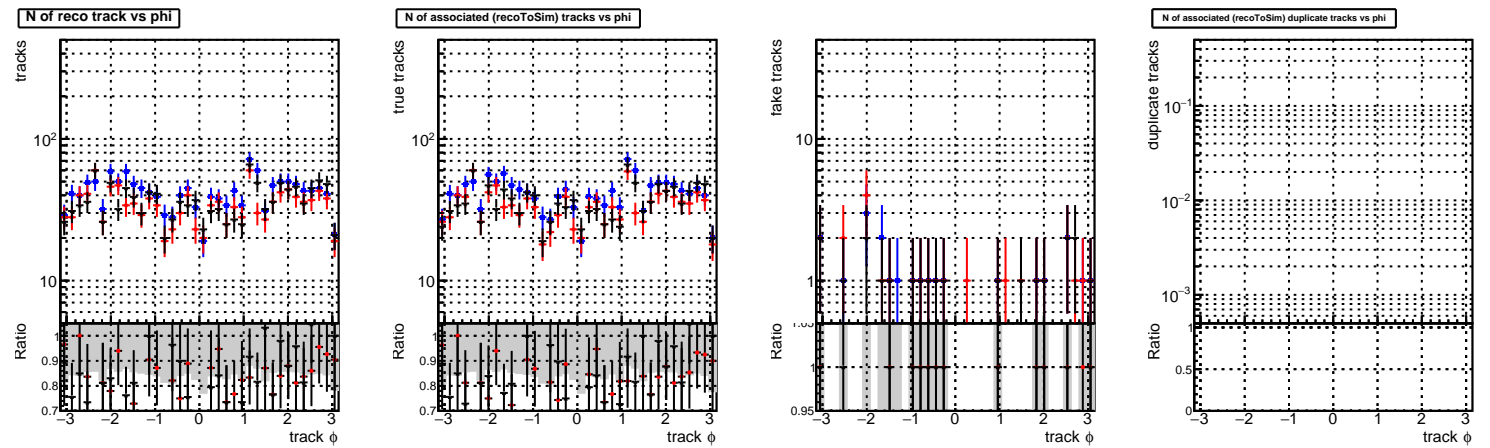 N of reco track vs phi
tracks
10²
10
Ratio
1
0.9
0.8
0.7
−3 −2 −1 0 1 2 3
track ϕ
N of associated (recoToSim) tracks vs phi
true tracks
10²
10
Ratio
1
0.9
0.8
0.7
−3 −2 −1 0 1 2 3
track ϕ
fake tracks
10
1
Ratio
1.05
1
0.95
−3 −2 −1 0 1 2 3
track ϕ
N of associated (recoToSim) duplicate tracks vs phi
duplicate tracks
10⁻¹
10⁻²
10⁻³
Ratio
1
0.5
0
−3 −2 −1 0 1 2 3
track ϕ